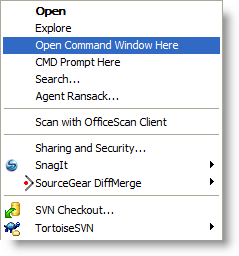 Open
Explore
Open Command Window Here
CMD Prompt Here
Search...
Agent Ransack...
Scan with OfficeScan Client
Sharing and Security...
SnagIt
SourceGear DiffMerge
SVN Checkout...
TortoiseSVN